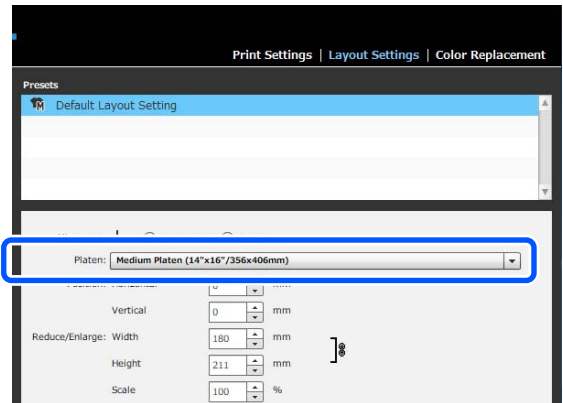 Print Settings | Layout Settings | Color Replacement
Presets
M Default Layout Setting
Platen: Medium Platen (14"x16"/356x406mm)
Vertical 0 mm
Reduce/Enlarge: Width 180 mm
Height 211 mm
Scale 100 %